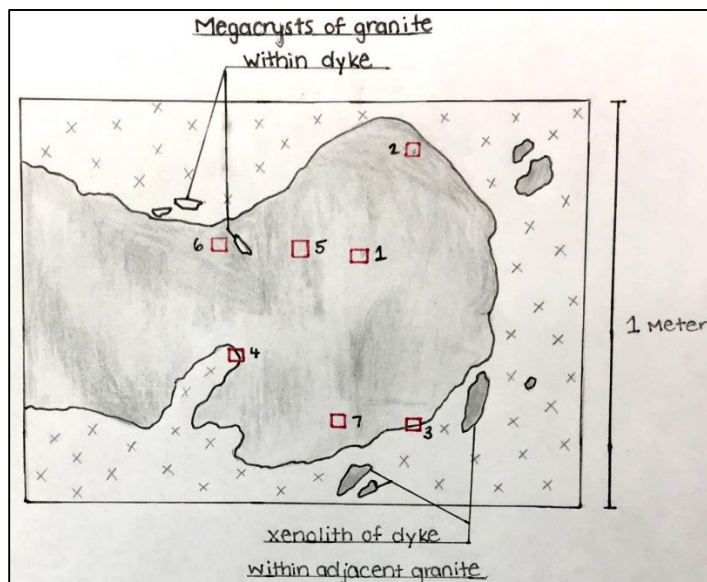 Megacrysts of granite
within dyke
2
6
5
1
4
7
3
1 Meter
xenolith of dyke
within adjacent granite